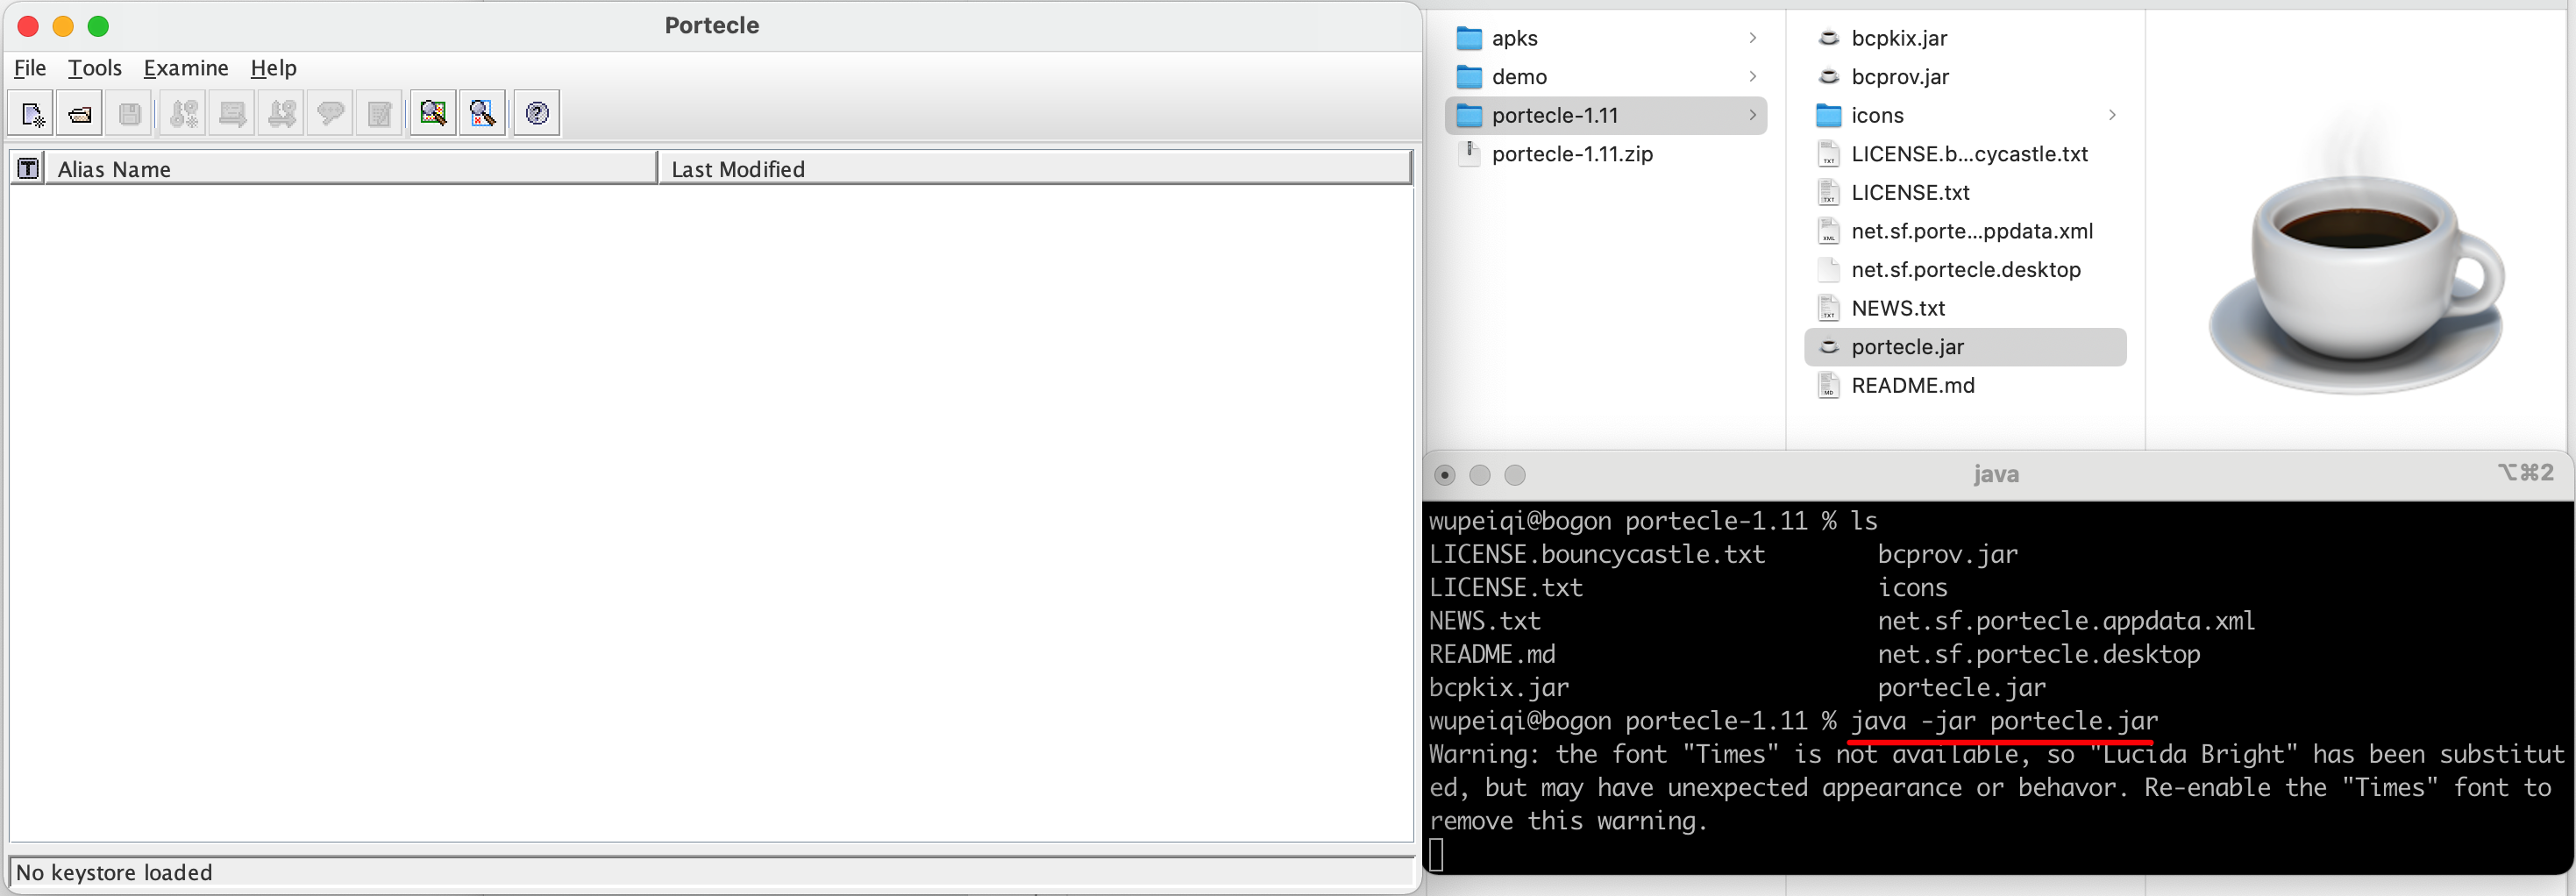 Portecle
File Tools Examine Help
T Alias Name Last Modified
No keystore loaded
apks
demo
portecle-1.11
portecle-1.11.zip
bcpkix.jar
bcprov.jar
icons
LICENSE.b...cycastle.txt
LICENSE.txt
net.sf.porte...ppdata.xml
net.sf.portecle.desktop
NEWS.txt
portecle.jar
README.md
java ⌥⌘2
wupeiqi@bogon portecle-1.11 % ls
LICENSE.bouncycastle.txt bcprov.jar
LICENSE.txt icons
NEWS.txt net.sf.portecle.appdata.xml
README.md net.sf.portecle.desktop
bcpkix.jar portecle.jar
wupeiqi@bogon portecle-1.11 % java -jar portecle.jar
Warning: the font "Times" is not available, so "Lucida Bright" has been substitut
ed, but may have unexpected appearance or behavor. Re-enable the "Times" font to
remove this warning.